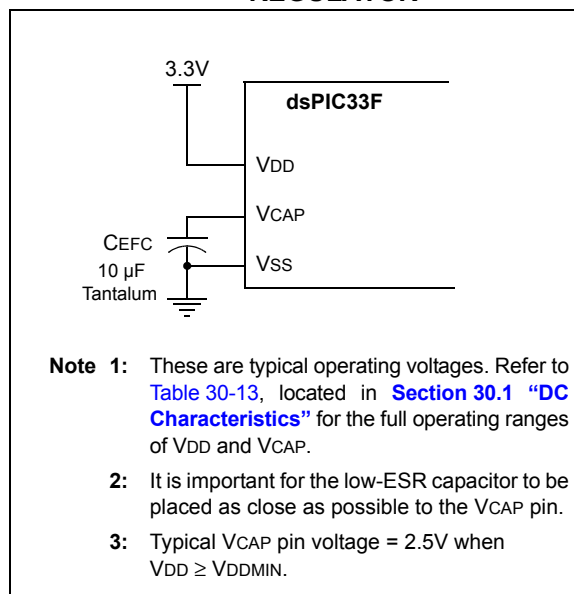 3.3V
dsPIC33F
VDD
VCAP
CEFC
VSS
10 µF
Tantalum
Note 1: These are typical operating voltages. Refer to
Table 30-13, located in Section 30.1 “DC
Characteristics” for the full operating ranges
of VDD and VCAP.
2: It is important for the low-ESR capacitor to be
placed as close as possible to the VCAP pin.
3: Typical VCAP pin voltage = 2.5V when
VDD ≥ VDDMIN.